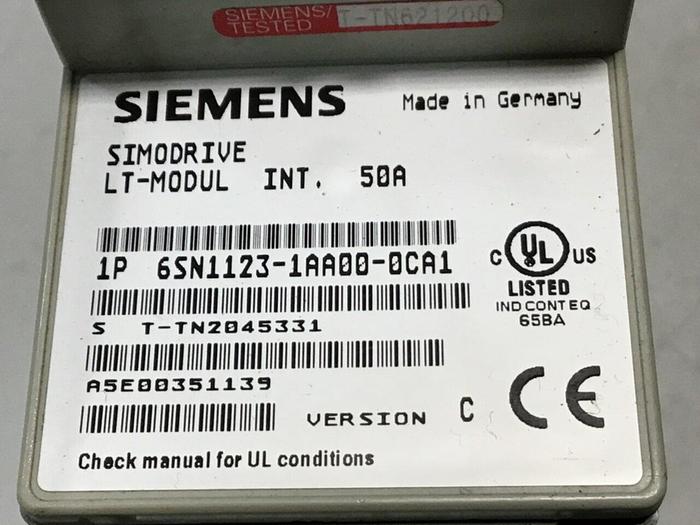 SIEMENS/
TESTED
T-TN621200
SIEMENS Made in Germany
SIMODRIVE
LT-MODUL INT. 50A
1P 6SN1123-1AA00-0CA1
S T-TN2045331
A5E00351139
VERSION C
C UL US
LISTED
IND CONT EQ
65BA
CE
Check manual for UL conditions